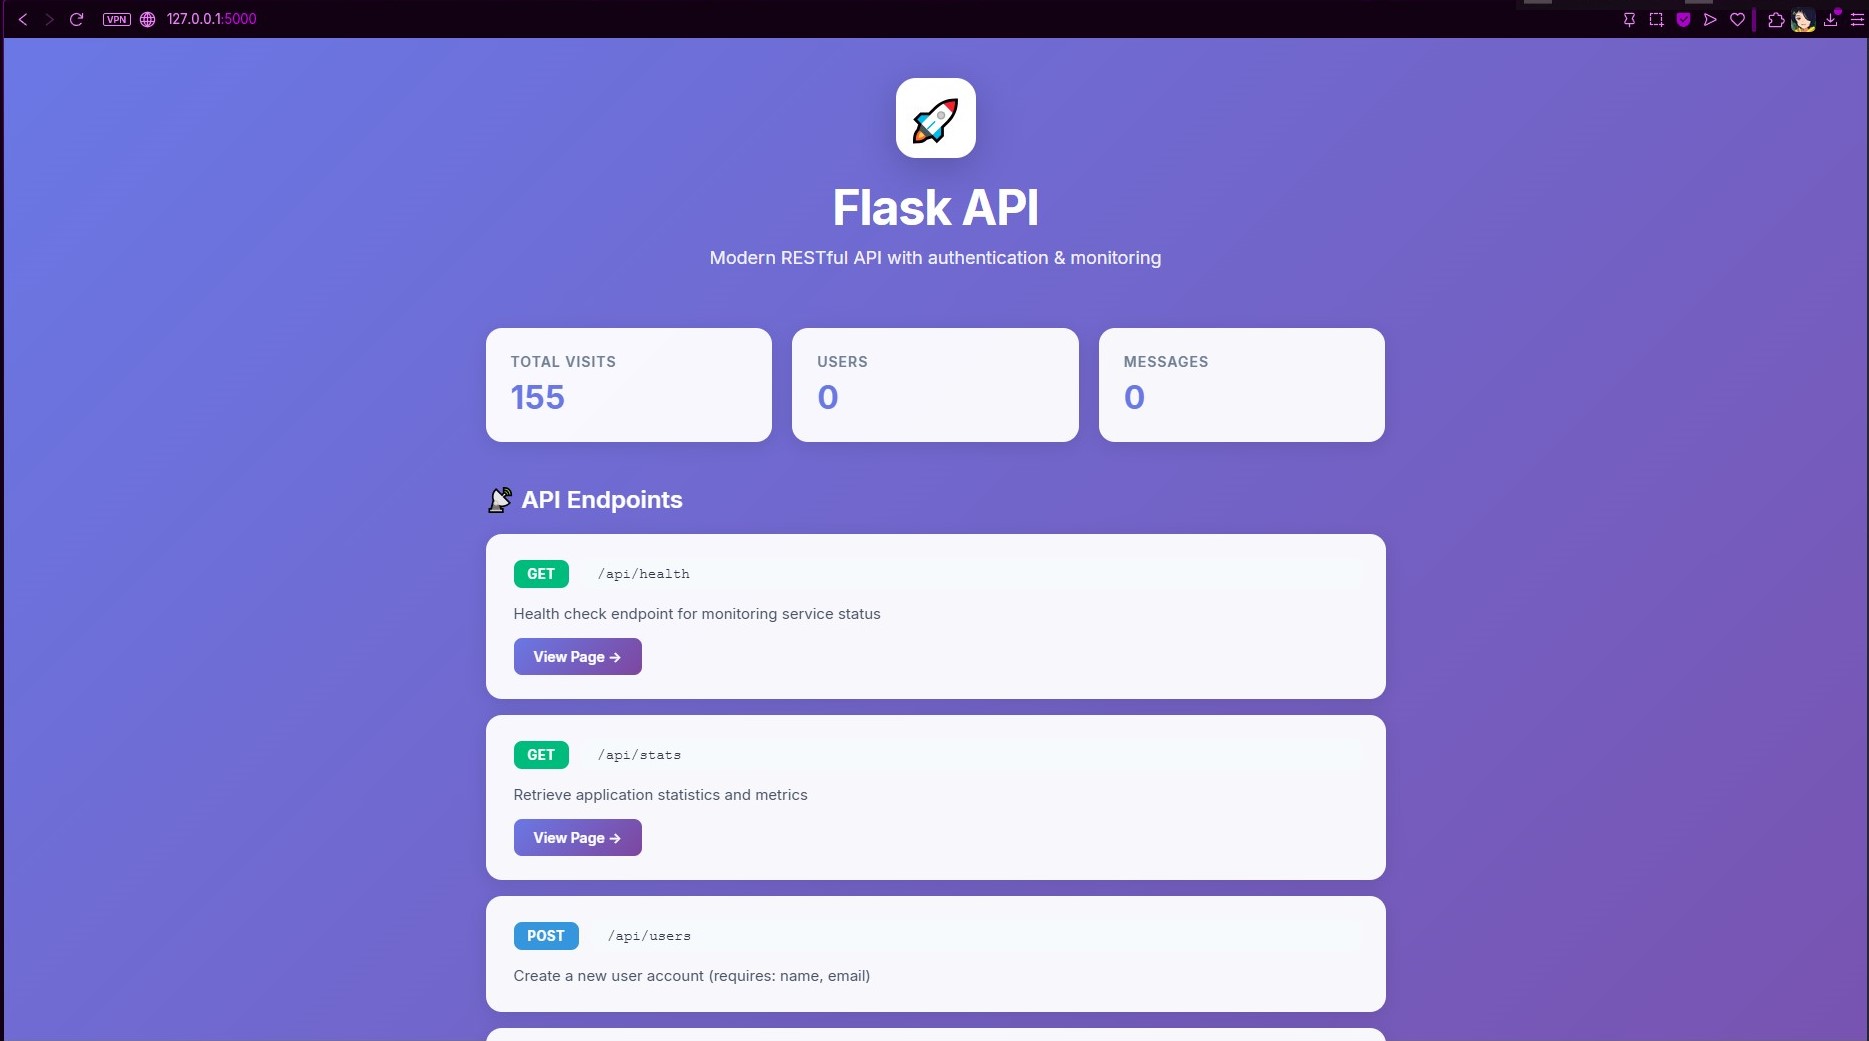 VPN
127.0.0.1:5000
Flask API
Modern RESTful API with authentication & monitoring
TOTAL VISITS
155
USERS
0
MESSAGES
0
API Endpoints
GET /api/health
Health check endpoint for monitoring service status
View Page →
GET /api/stats
Retrieve application statistics and metrics
View Page →
POST /api/users
Create a new user account (requires: name, email)